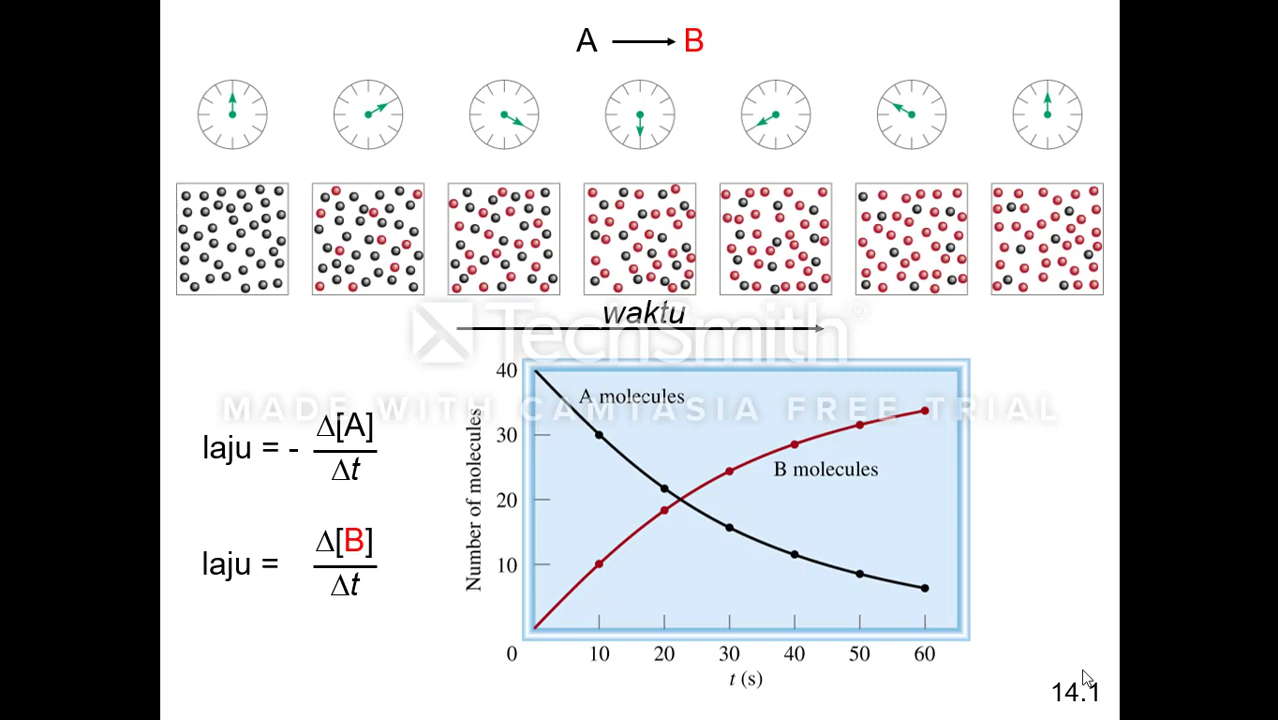 A → B
waktu
TechSmith®
MADE WITH CAMTASIA FREE TRIAL
laju = - Δ[A]
Δt
laju = Δ[B]
Δt
Number of molecules
40
30
20
10
A molecules
B molecules
0 10 20 30 40 50 60
t (s)
14.1